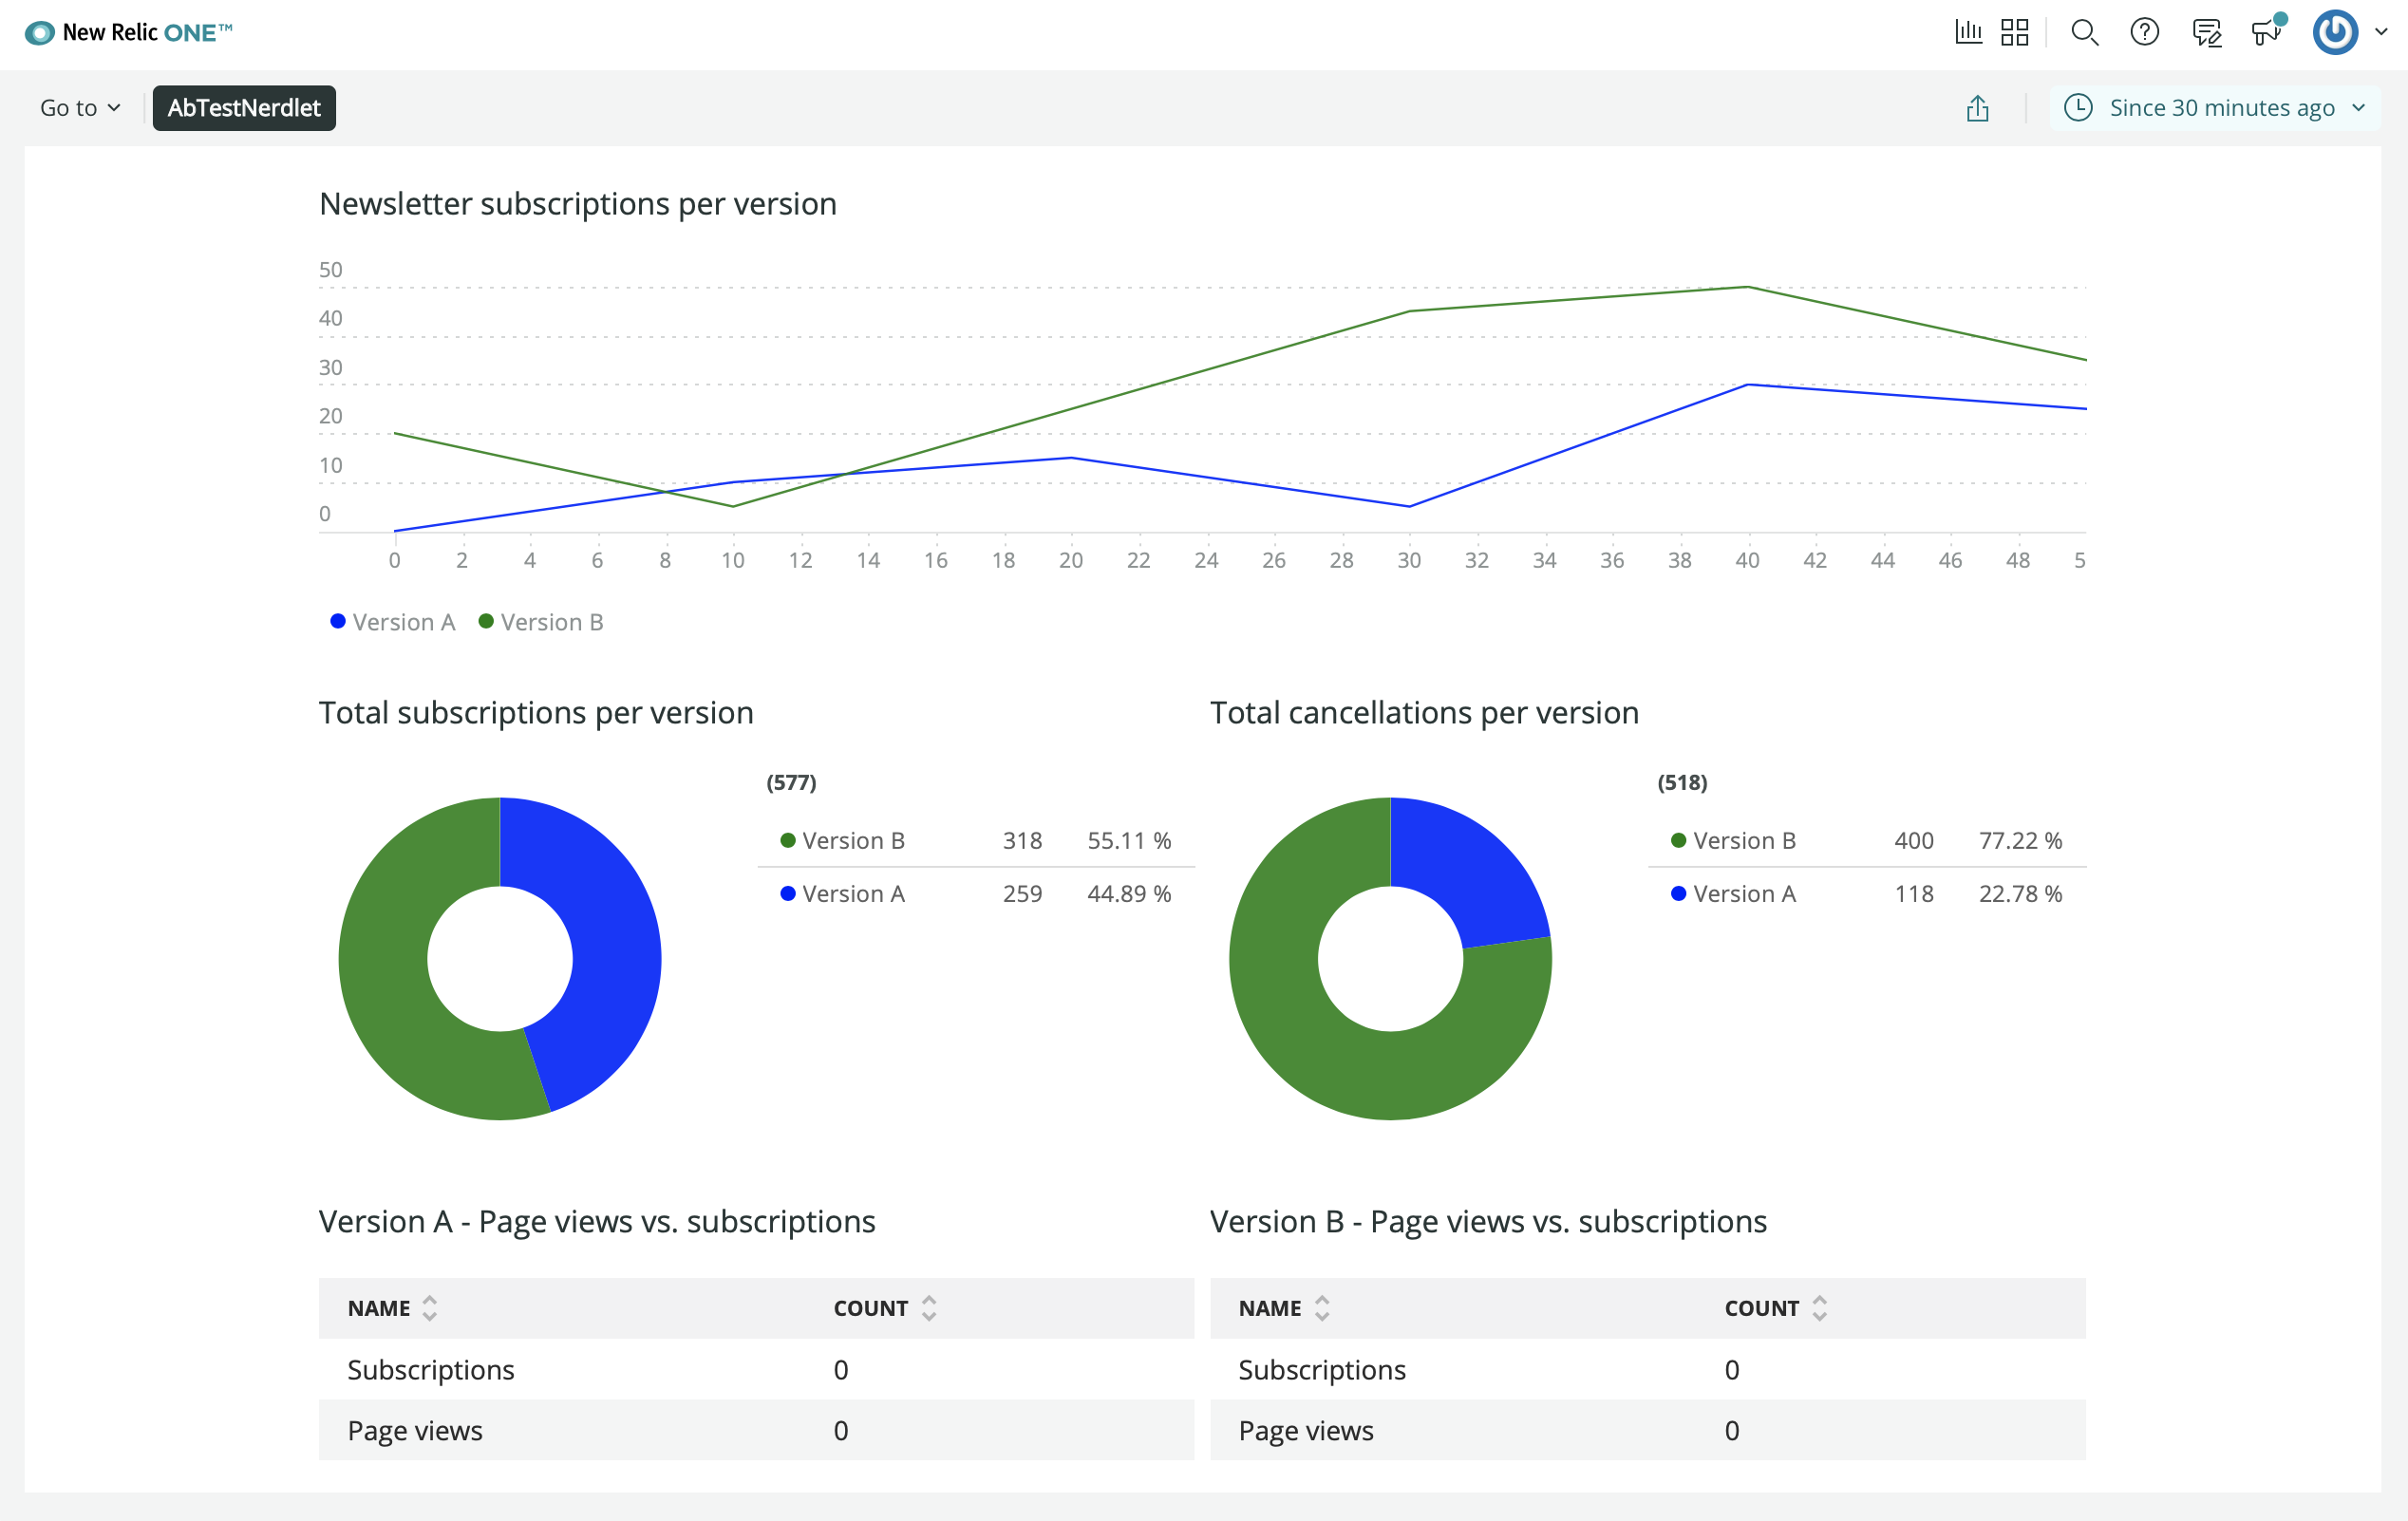 New Relic ONE™
Go to
AbTestNerdlet
Since 30 minutes ago
Newsletter subscriptions per version
50
40
30
20
10
0
0 2 4 6 8 10 12 14 16 18 20 22 24 26 28 30 32 34 36 38 40 42 44 46 48 5
Version A Version B
Total subscriptions per version
(577)
Version B 318 55.11 %
Version A 259 44.89 %
Total cancellations per version
(518)
Version B 400 77.22 %
Version A 118 22.78 %
Version A - Page views vs. subscriptions
NAME COUNT
Subscriptions 0
Page views 0
Version B - Page views vs. subscriptions
NAME COUNT
Subscriptions 0
Page views 0